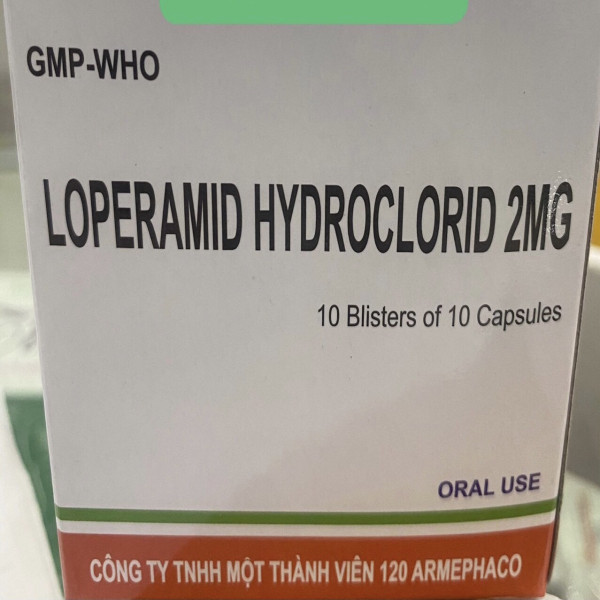 GMP-WHO
LOPERAMID HYDROCLORID 2MG
10 Blisters of 10 Capsules
ORAL USE
CÔNG TY TNHH MỘT THÀNH VIÊN 120 ARMEPHACO